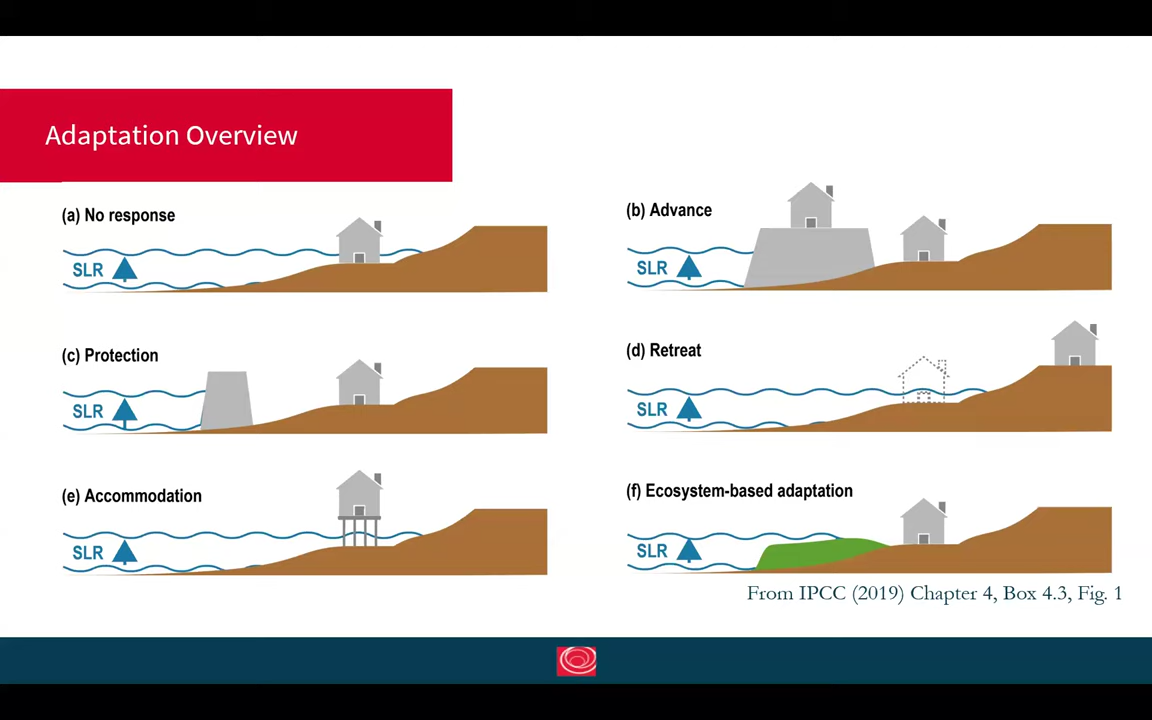 Adaptation Overview
(a) No response
SLR
(b) Advance
SLR
(c) Protection
SLR
(d) Retreat
SLR
(e) Accommodation
SLR
(f) Ecosystem-based adaptation
SLR
From IPCC (2019) Chapter 4, Box 4.3, Fig. 1